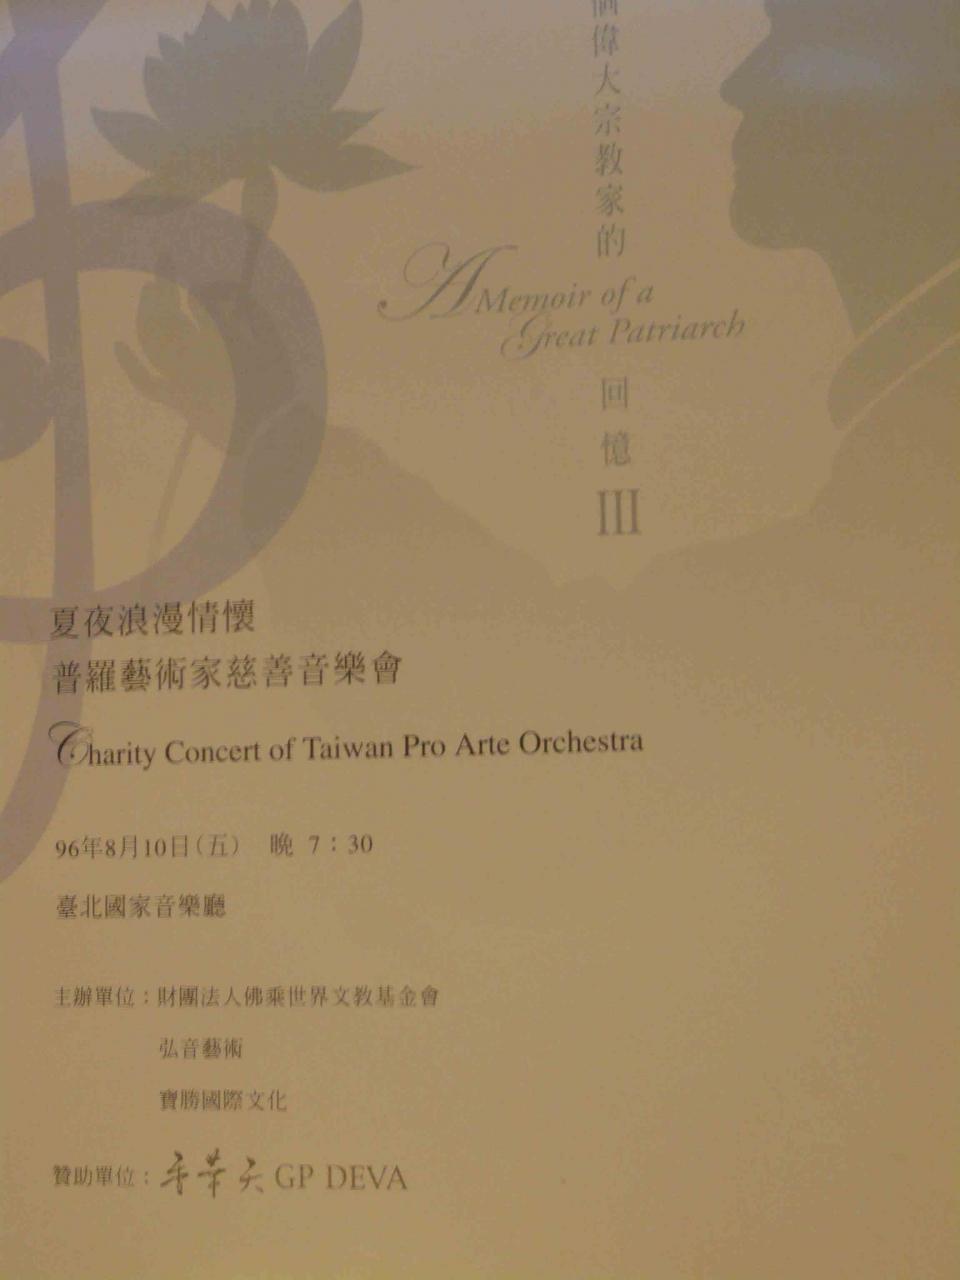 個偉大宗教家的
A Memoir of a
Great Patriarch
回憶III
夏夜浪漫情懷
普羅藝術家慈善音樂會
Charity Concert of Taiwan Pro Arte Orchestra
96年8月10日(五) 晚 7：30
臺北國家音樂廳
主辦單位：財團法人佛乘世界文教基金會
弘音藝術
寶勝國際文化
贊助單位：GP DEVA